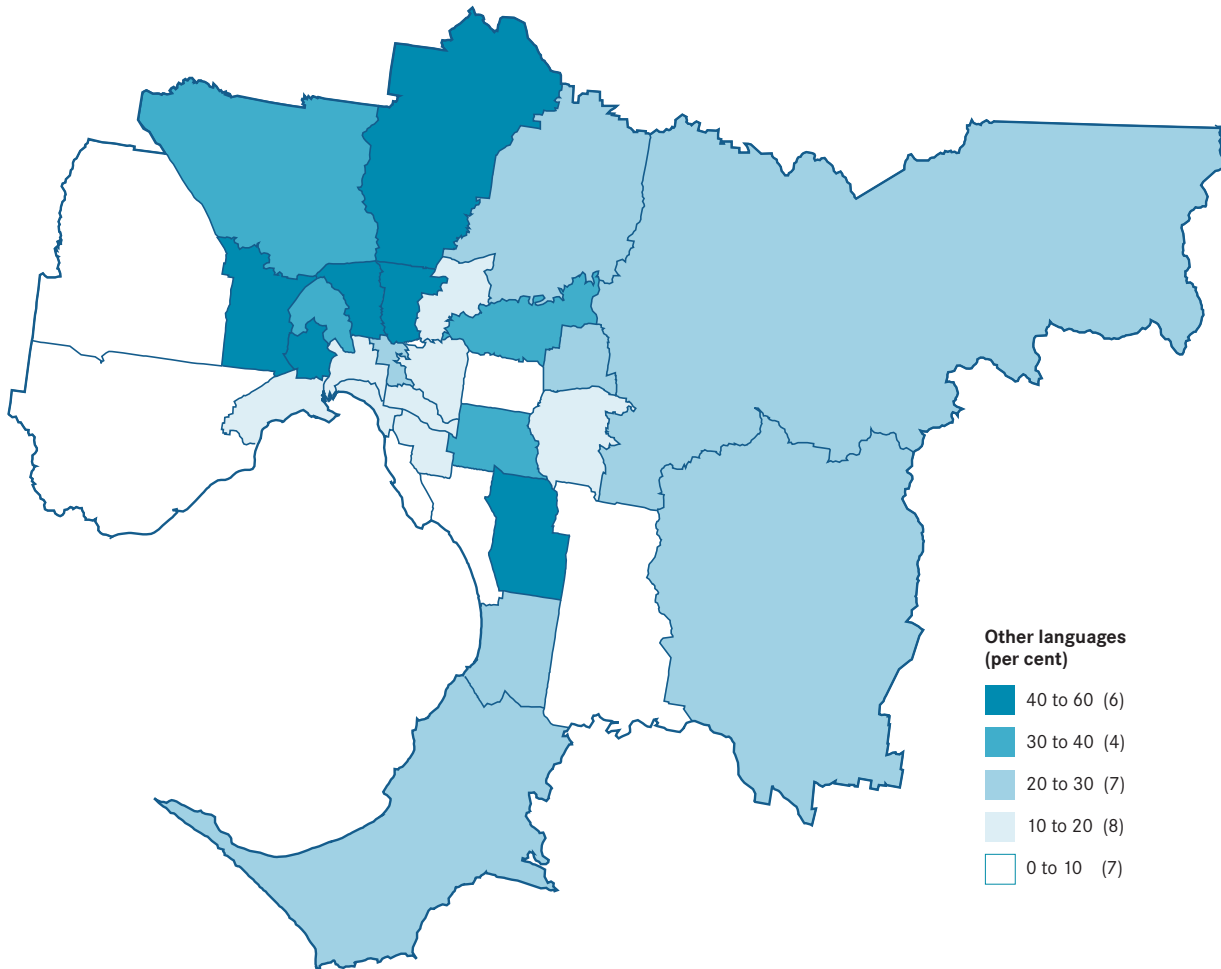 Other languages
(per cent)
40 to 60 (6)
30 to 40 (4)
20 to 30 (7)
10 to 20 (8)
0 to 10 (7)